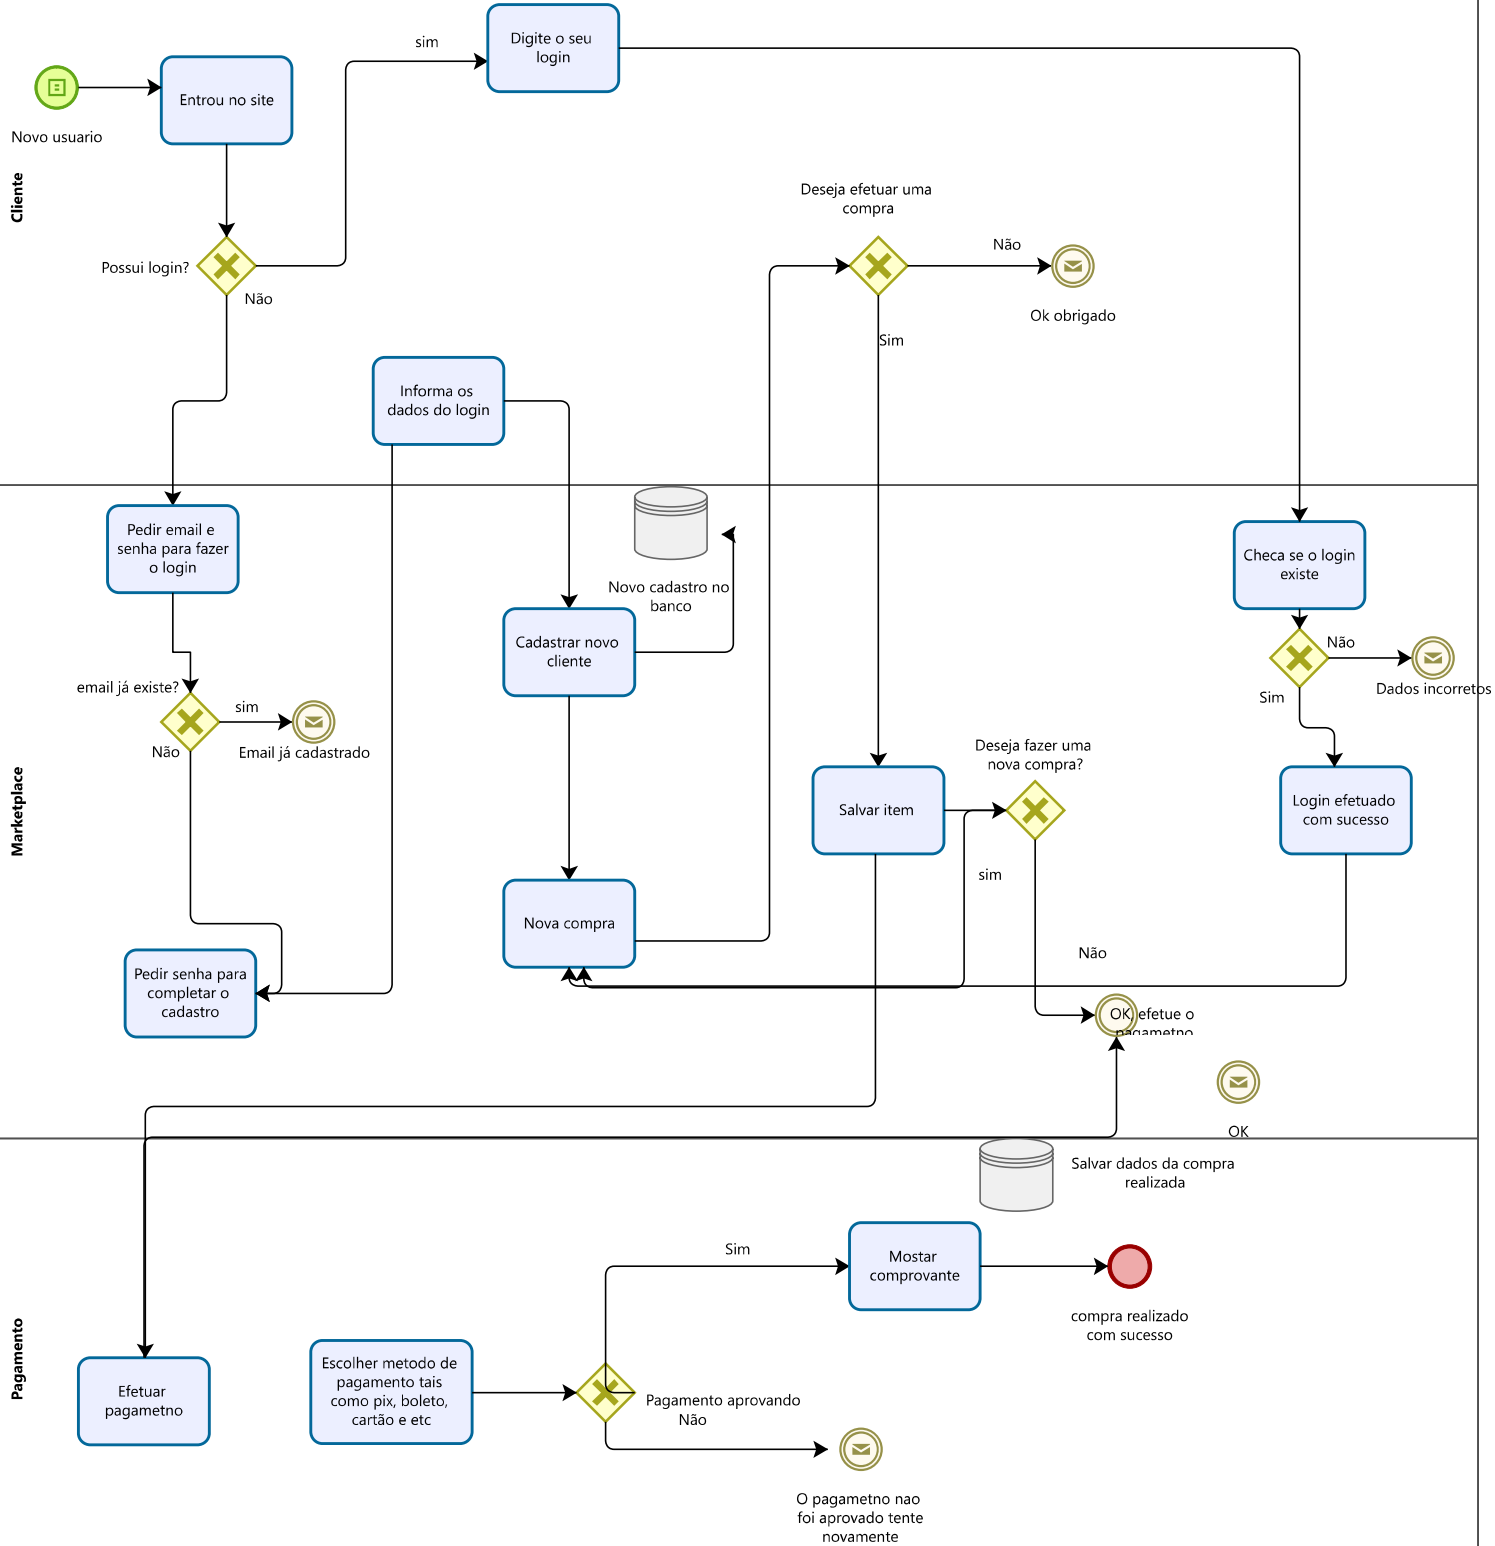 Digite o seu
login
sim
Entrou no site
Novo usuario
Cliente
Deseja efetuar uma
compra
Não
Possui login?
Não
Ok obrigado
Sim
Informa os
dados do login
Pedir email e
senha para fazer
o login
Checa se o login
existe
Novo cadastro no
banco
Cadastrar novo
cliente
Não
Dados incorretos
Sim
email já existe?
sim
Não
Email já cadastrado
Deseja fazer uma
nova compra?
Marketplace
Salvar item
Login efetuado
com sucesso
sim
Nova compra
Não
Pedir senha para
completar o
cadastro
OK, efetue o
pagametno
OK
Salvar dados da compra
realizada
Sim
Mostar
comprovante
compra realizado
com sucesso
Pagamento
Efetuar
pagametno
Escolher metodo de
pagamento tais
como pix, boleto,
cartão e etc
Pagamento aprovando
Não
O pagametno nao
foi aprovado tente
novamente